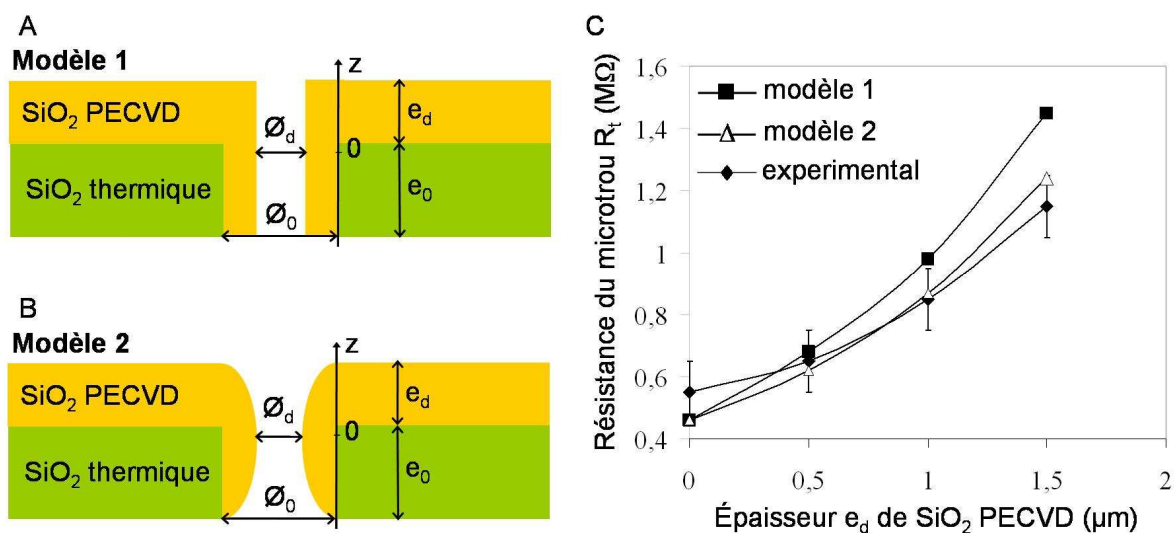 A
Modèle 1
z
SiO2 PECVD
ed
Ød
0
SiO2 thermique
e0
Ø0
B
Modèle 2
z
SiO2 PECVD
ed
Ød
0
SiO2 thermique
e0
Ø0
C
Résistance du microtrou Rt (MΩ)
1,6
1,4
1,2
1
0,8
0,6
0,4
modèle 1
modèle 2
experimental
0
0,5
1
1,5
2
Épaisseur ed de SiO2 PECVD (µm)